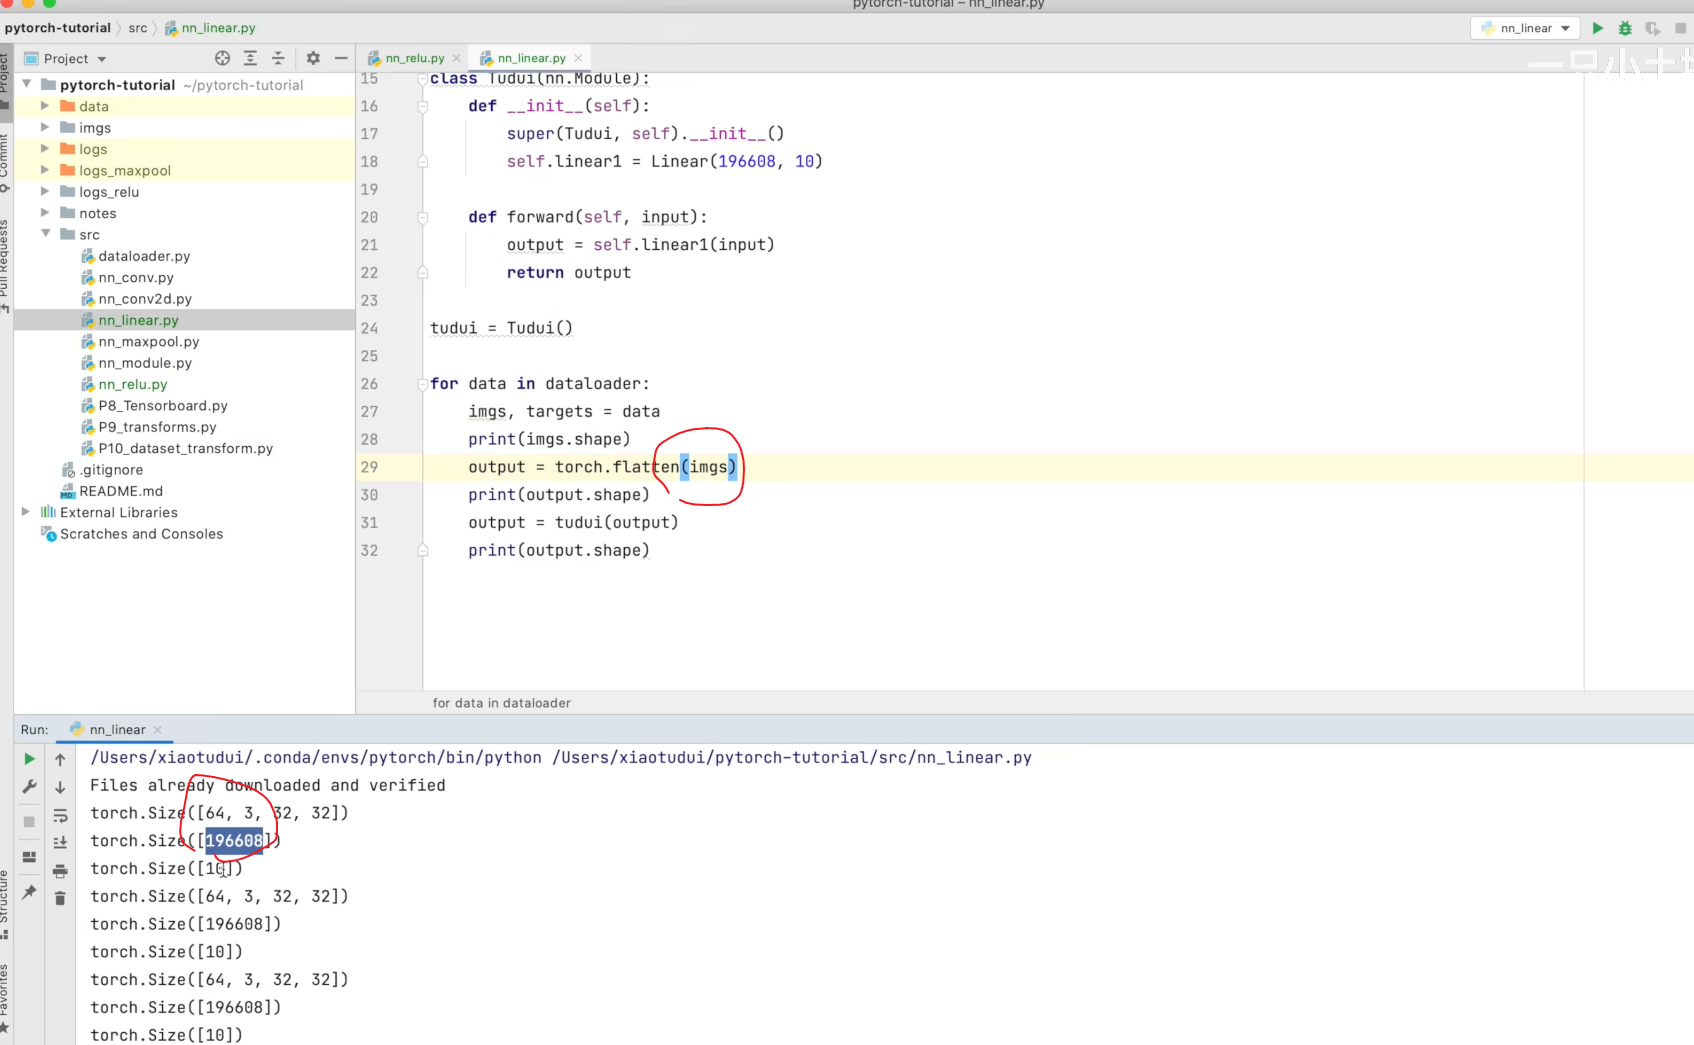 pytorch-tutorial – nn_linear.py
pytorch-tutorial src nn_linear.py
nn_linear
Project
nn_relu.py
nn_linear.py
Project
Commit
Pull Requests
Structure
Favorites
pytorch-tutorial ~/pytorch-tutorial
data
imgs
logs
logs_maxpool
logs_relu
notes
src
dataloader.py
nn_conv.py
nn_conv2d.py
nn_linear.py
nn_maxpool.py
nn_module.py
nn_relu.py
P8_Tensorboard.py
P9_transforms.py
P10_dataset_transform.py
.gitignore
README.md
External Libraries
Scratches and Consoles
15 class Tudui(nn.Module):
16 def __init__(self):
17 super(Tudui, self).__init__()
18 self.linear1 = Linear(196608, 10)
19
20 def forward(self, input):
21 output = self.linear1(input)
22 return output
23
24 tudui = Tudui()
25
26 for data in dataloader:
27 imgs, targets = data
28 print(imgs.shape)
29 output = torch.flatten(imgs)
30 print(output.shape)
31 output = tudui(output)
32 print(output.shape)
for data in dataloader
Run: nn_linear
/Users/xiaotudui/.conda/envs/pytorch/bin/python /Users/xiaotudui/pytorch-tutorial/src/nn_linear.py
Files already downloaded and verified
torch.Size([64, 3, 32, 32])
torch.Size([196608])
torch.Size([10])
torch.Size([64, 3, 32, 32])
torch.Size([196608])
torch.Size([10])
torch.Size([64, 3, 32, 32])
torch.Size([196608])
torch.Size([10])